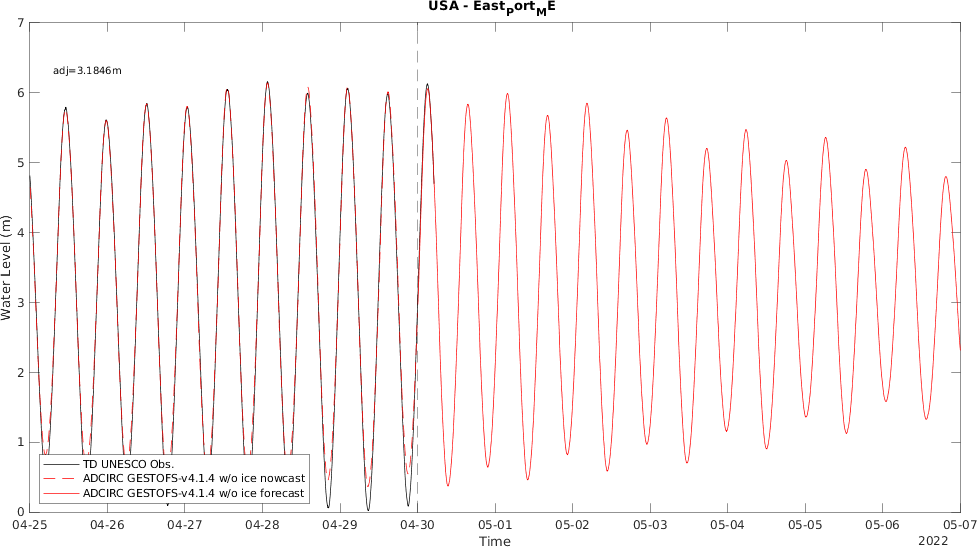 USA - EastPortME
7
adj=3.1846m
6
5
4
3
2
1
0
Water Level (m)
TD UNESCO Obs.
ADCIRC GESTOFS-v4.1.4 w/o ice nowcast
ADCIRC GESTOFS-v4.1.4 w/o ice forecast
04-25 04-26 04-27 04-28 04-29 04-30 05-01 05-02 05-03 05-04 05-05 05-06 05-07
Time
2022